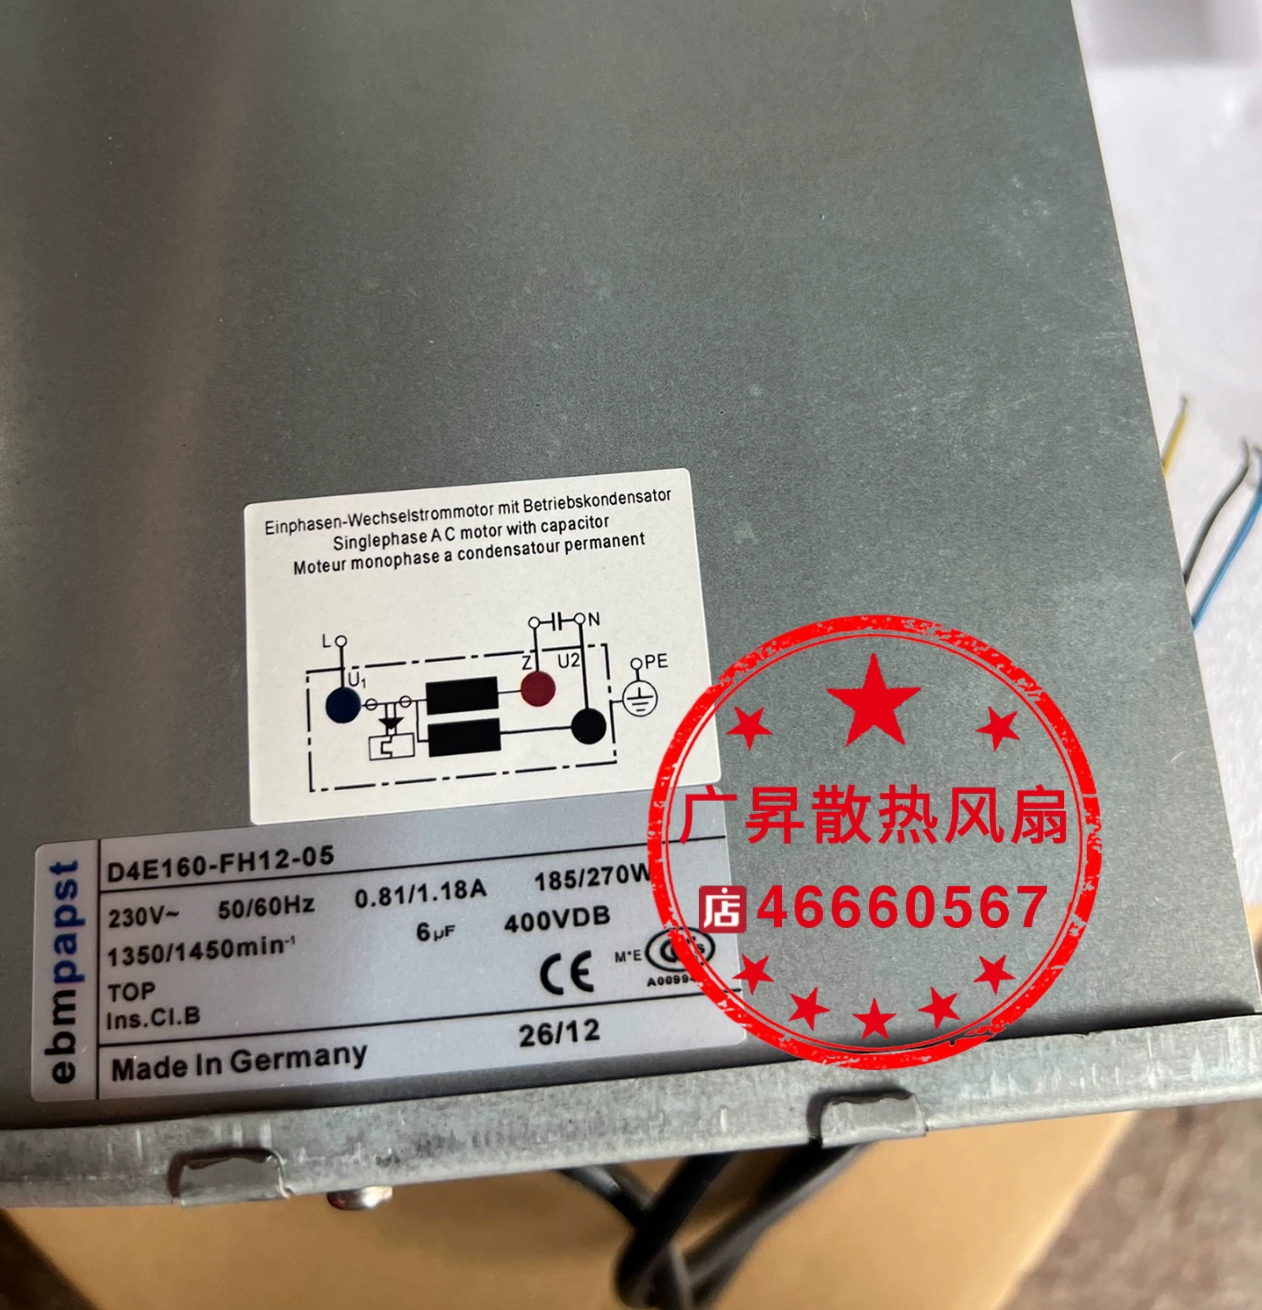 Einphasen-Wechselstrommotor mit Betriebskondensator
Singlephase A C motor with capacitor
Moteur monophase a condensatour permanent
L
N
Z
U2
PE
U1
ebmpapst
D4E160-FH12-05
230V~ 50/60Hz 0.81/1.18A 185/270W
1350/1450min-1 6µF 400VDB
TOP
Ins.Cl.B
CE
M*E
A0099
Made In Germany 26/12
广昇散热风扇
店46660567